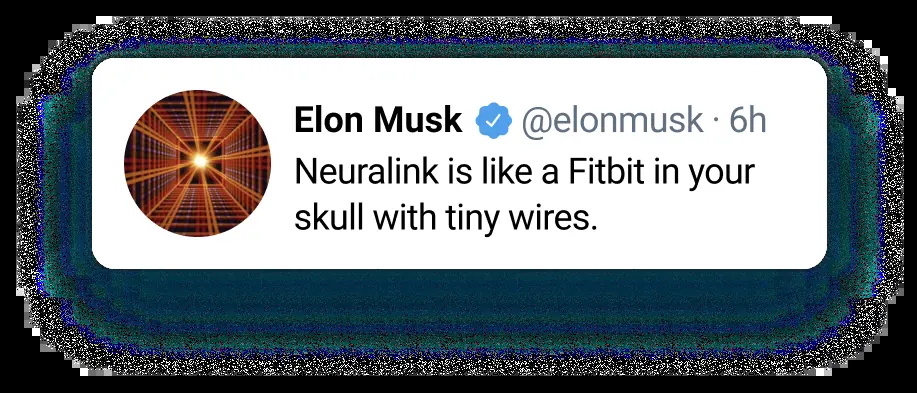 Elon Musk @elonmusk · 6h
Neuralink is like a Fitbit in your
skull with tiny wires.